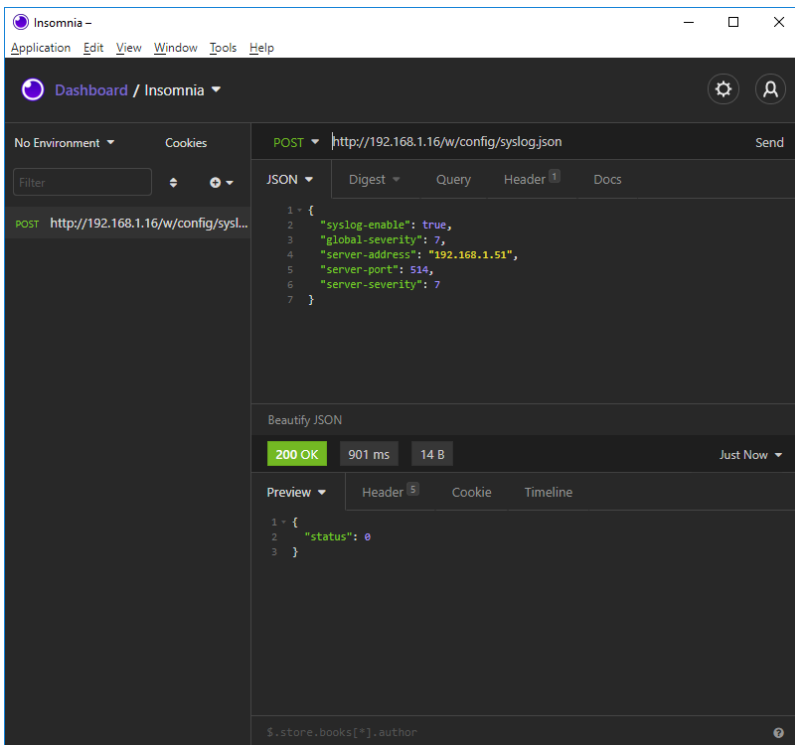 Insomnia –
Application Edit View Window Tools Help
Dashboard / Insomnia
No Environment Cookies
POST http://192.168.1.16/w/config/syslog.json Send
Filter
JSON Digest Query Header 1 Docs
POST http://192.168.1.16/w/config/sysl...
1 {
2 "syslog-enable": true,
3 "global-severity": 7,
4 "server-address": "192.168.1.51",
5 "server-port": 514,
6 "server-severity": 7
7 }
Beautify JSON
200 OK 901 ms 14 B Just Now
Preview Header 5 Cookie Timeline
1 {
2 "status": 0
3 }
$.store.books[*].author ?